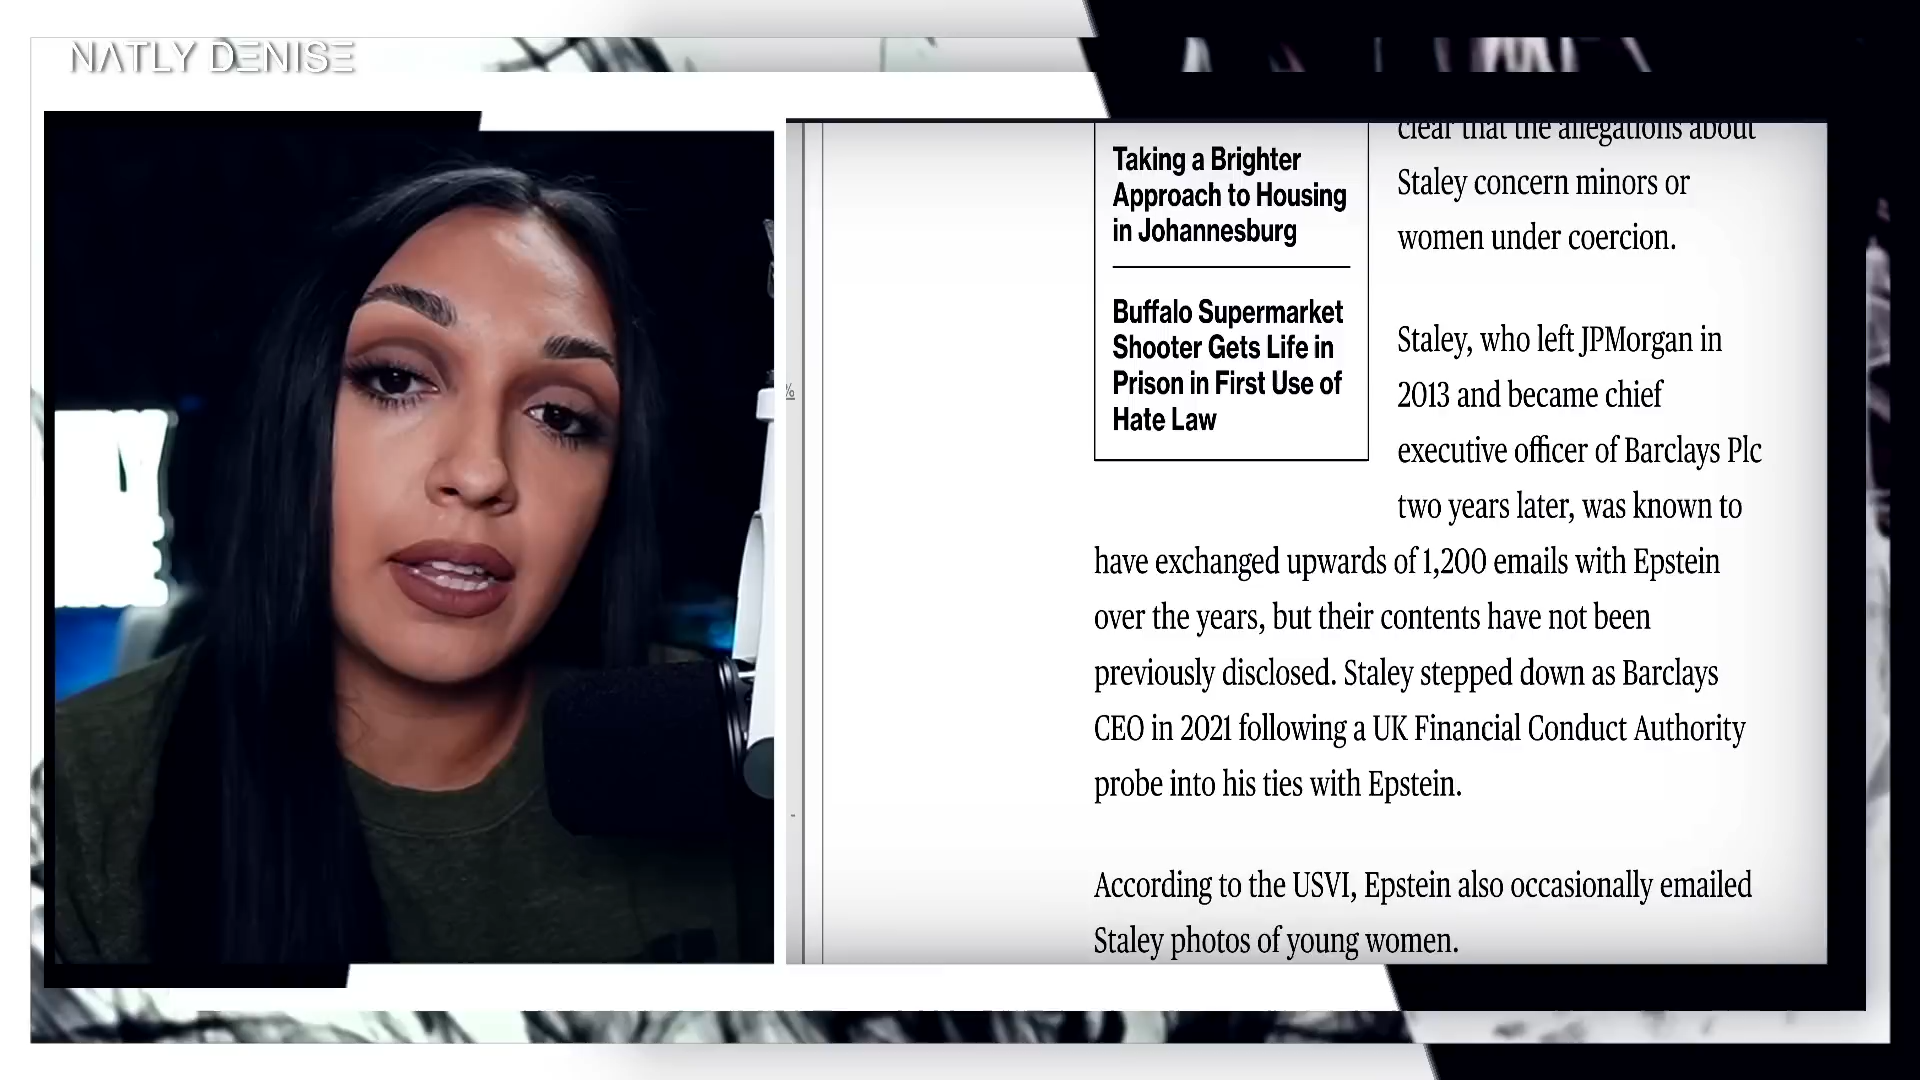 NATLY DENISE
Taking a Brighter
Approach to Housing
in Johannesburg
Buffalo Supermarket
Shooter Gets Life in
Prison in First Use of
Hate Law
clear that the allegations about
Staley concern minors or
women under coercion.
Staley, who left JPMorgan in
2013 and became chief
executive officer of Barclays Plc
two years later, was known to
have exchanged upwards of 1,200 emails with Epstein
over the years, but their contents have not been
previously disclosed. Staley stepped down as Barclays
CEO in 2021 following a UK Financial Conduct Authority
probe into his ties with Epstein.
According to the USVI, Epstein also occasionally emailed
Staley photos of young women.
%